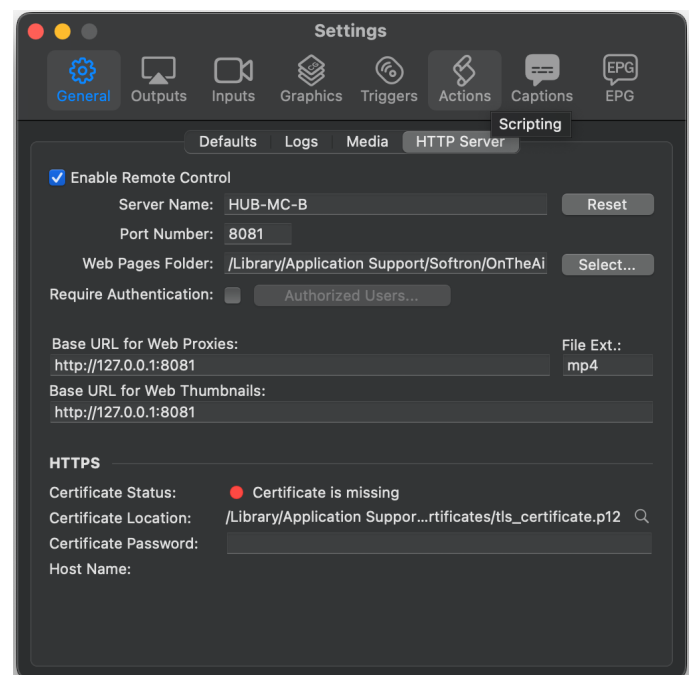 Settings
General Outputs Inputs Graphics Triggers Actions Captions EPG
EPG
Scripting
Defaults Logs Media HTTP Server
Enable Remote Control
Server Name: HUB-MC-B Reset
Port Number: 8081
Web Pages Folder: /Library/Application Support/Softron/OnTheAi Select...
Require Authentication: Authorized Users...
Base URL for Web Proxies: File Ext.:
http://127.0.0.1:8081 mp4
Base URL for Web Thumbnails:
http://127.0.0.1:8081
HTTPS
Certificate Status: Certificate is missing
Certificate Location: /Library/Application Suppor...rtificates/tls_certificate.p12
Certificate Password:
Host Name: